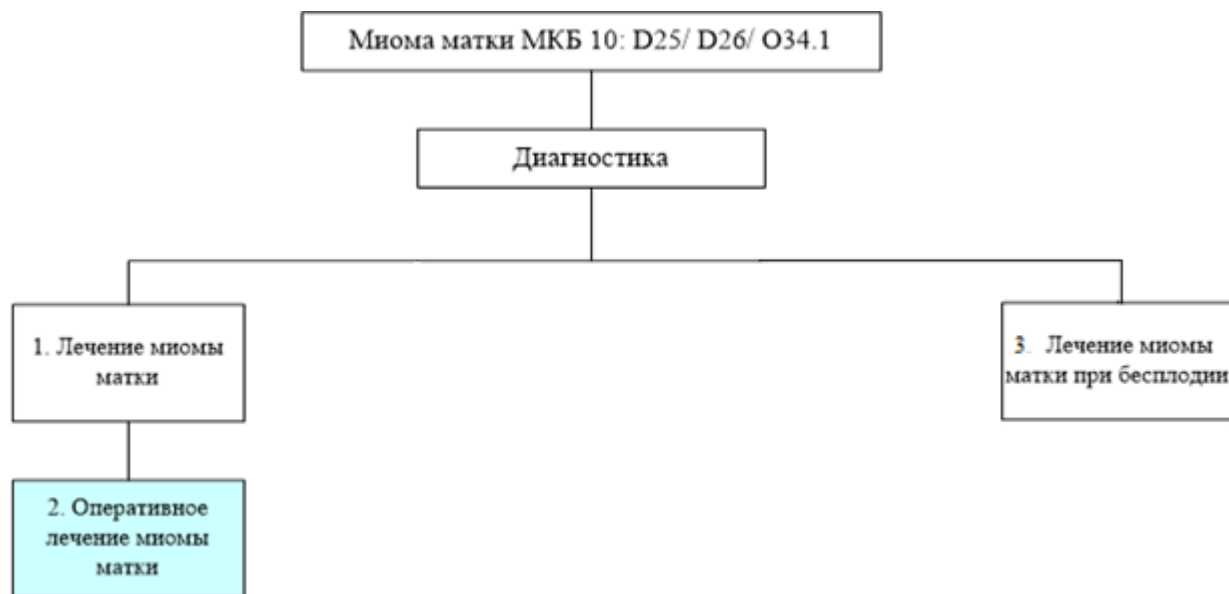 Миома матки МКБ 10: D25/ D26/ O34.1
Диагностика
1. Лечение миомы
матки
3. Лечение миомы
матки при бесплодии
2. Оперативное
лечение миомы
матки